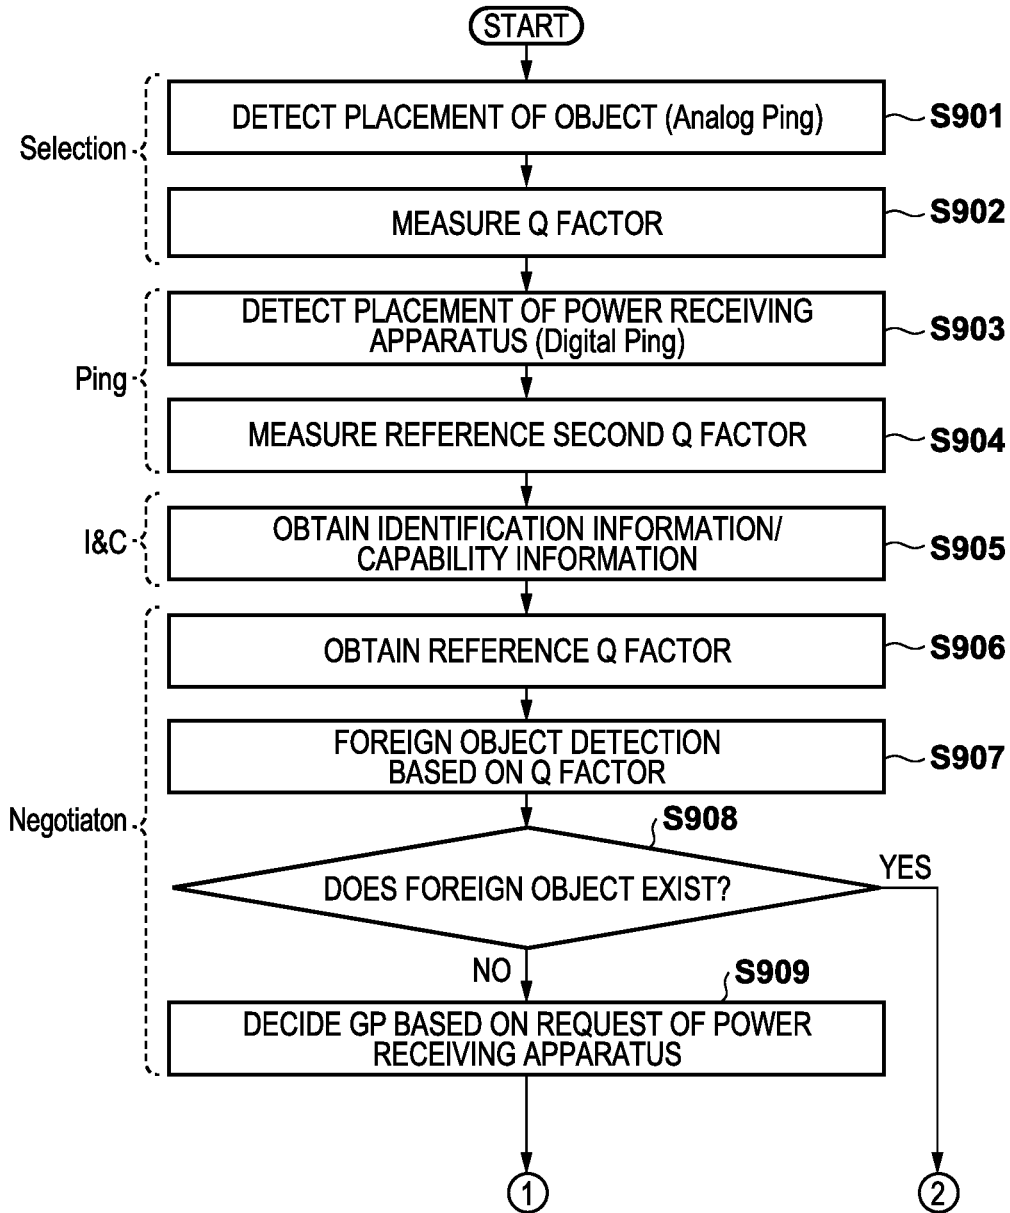 START
Selection
DETECT PLACEMENT OF OBJECT (Analog Ping)
S901
MEASURE Q FACTOR
S902
Ping
DETECT PLACEMENT OF POWER RECEIVING
APPARATUS (Digital Ping)
S903
MEASURE REFERENCE SECOND Q FACTOR
S904
I&C
OBTAIN IDENTIFICATION INFORMATION/
CAPABILITY INFORMATION
S905
Negotiaton
OBTAIN REFERENCE Q FACTOR
S906
FOREIGN OBJECT DETECTION
BASED ON Q FACTOR
S907
S908
DOES FOREIGN OBJECT EXIST?
YES
NO
S909
DECIDE GP BASED ON REQUEST OF POWER
RECEIVING APPARATUS
1
2